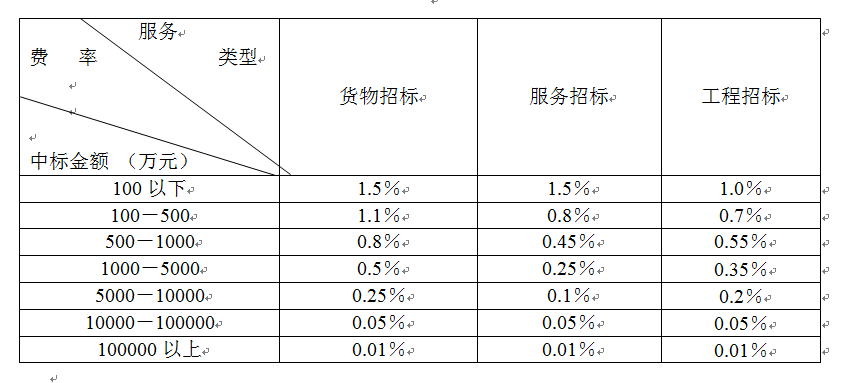 服务
费 率 类型
货物招标 服务招标 工程招标
中标金额 （万元）
100 以下 1.5％ 1.5％ 1.0％
100－500 1.1％ 0.8％ 0.7％
500－1000 0.8％ 0.45％ 0.55％
1000－5000 0.5％ 0.25％ 0.35％
5000－10000 0.25％ 0.1％ 0.2％
10000－100000 0.05％ 0.05％ 0.05％
100000 以上 0.01％ 0.01％ 0.01％